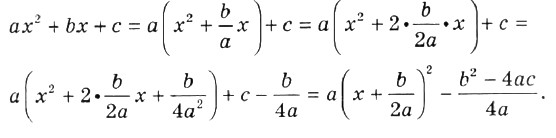 ax² + bx + c = a(x² + b/a x) + c = a(x² + 2•b/2a•x) + c =
a(x² + 2•b/2a x + b/4a²) + c − b/4a = a(x + b/2a)² − b² − 4ac/4a.